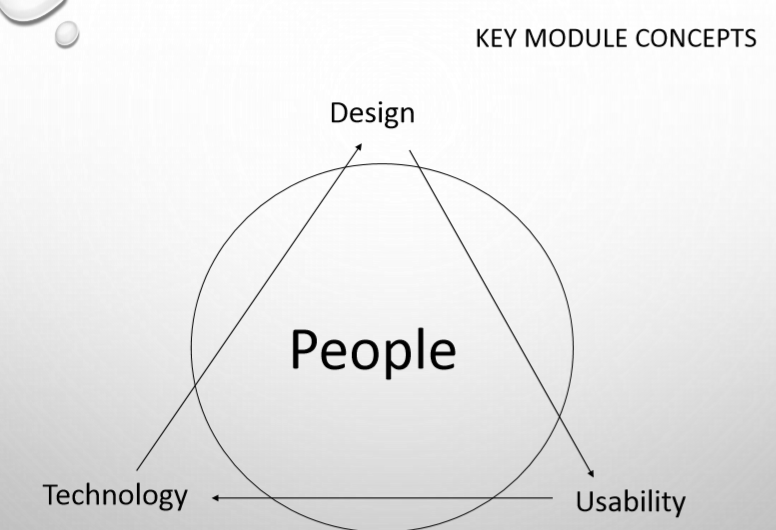 KEY MODULE CONCEPTS
Design
People
Technology
Usability